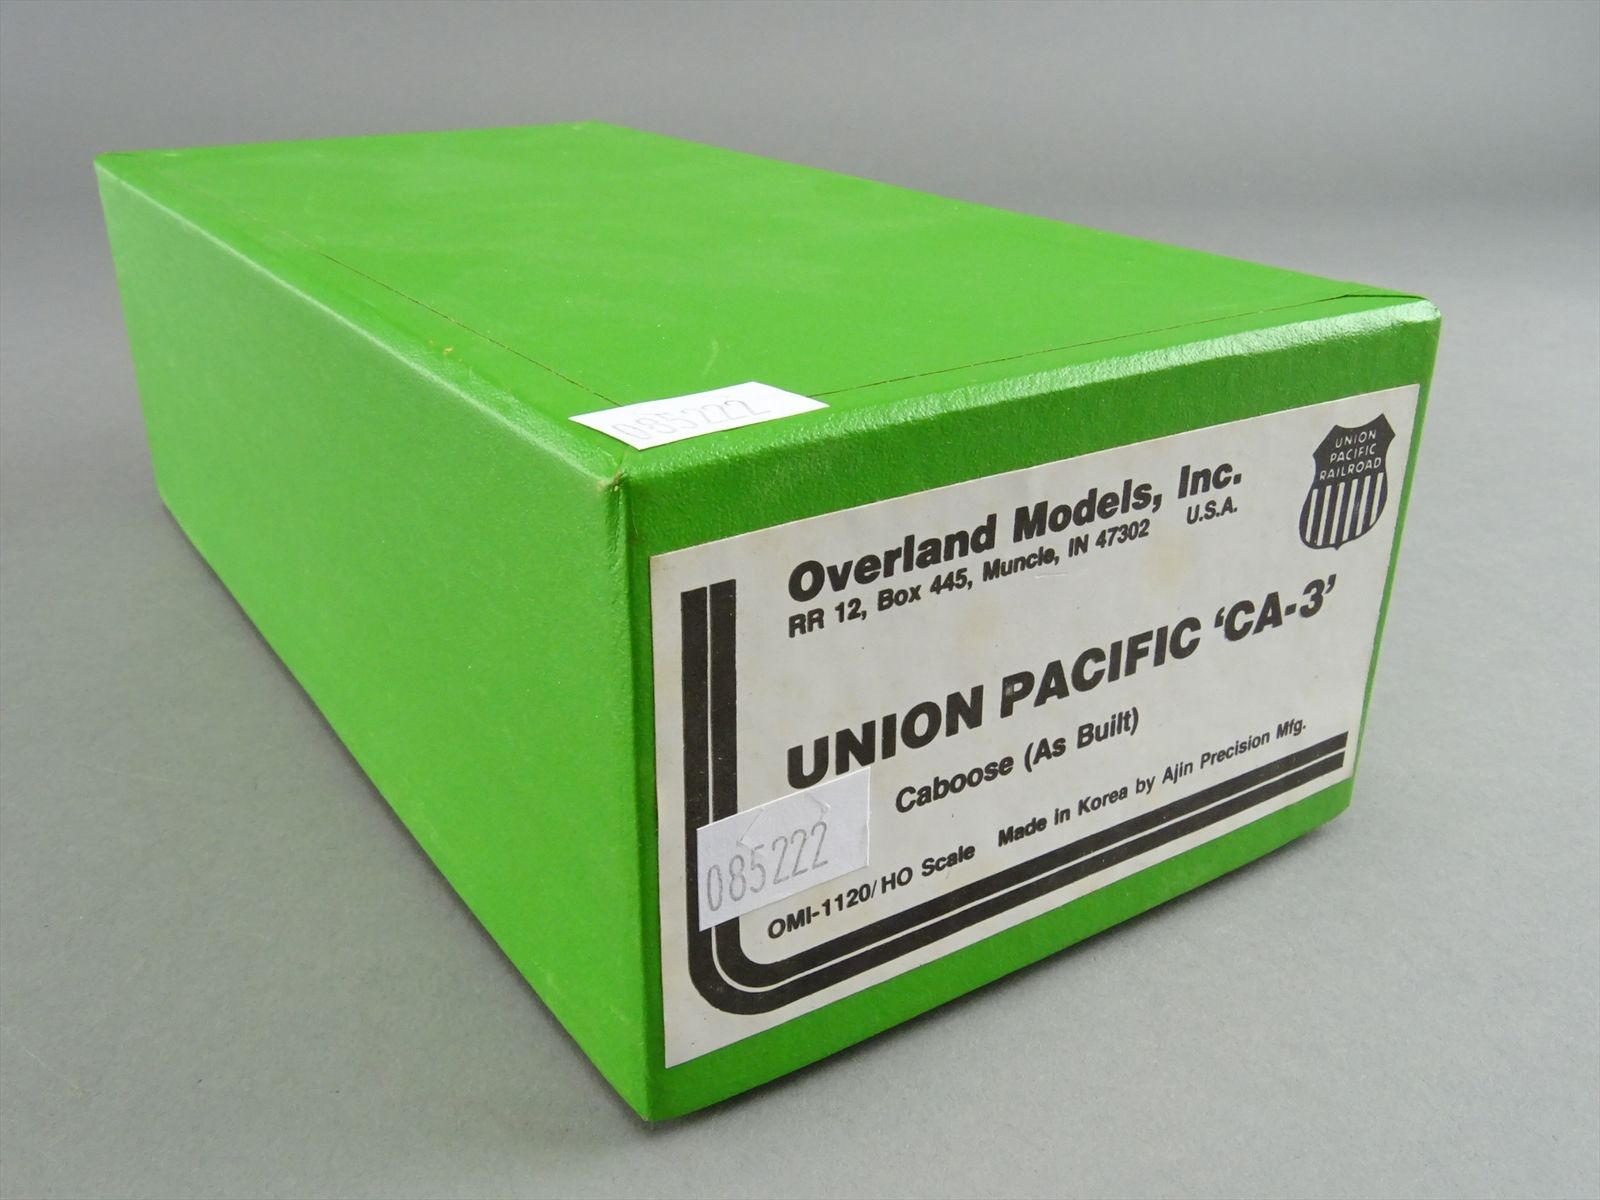 085222
Overland Models, Inc.
RR 12, Box 445, Muncie, IN 47302 U.S.A.
UNION
PACIFIC
RAILROAD
UNION PACIFIC 'CA-3'
Caboose (As Built)
085222
OMI-1120/HO Scale Made in Korea by Ajin Precision Mfg.